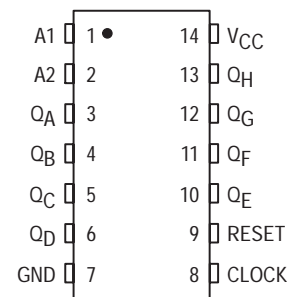 A1 1 14 VCC
A2 2 13 QH
QA 3 12 QG
QB 4 11 QF
QC 5 10 QE
QD 6 9 RESET
GND 7 8 CLOCK